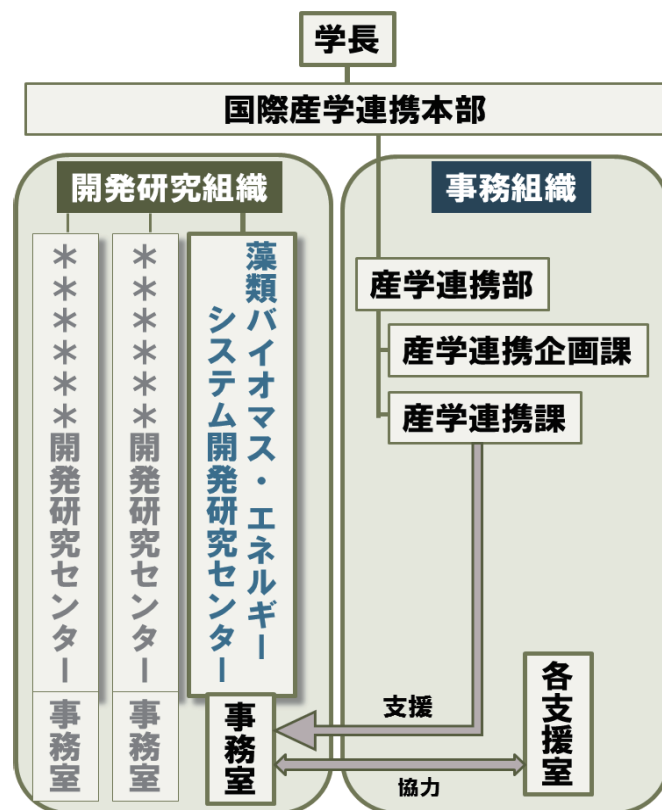 学長
国際産学連携本部
開発研究組織
事務組織
藻類バイオマス・エネルギー
システム開発研究センター
事務室
＊＊＊＊＊＊開発研究センター
事務室
＊＊＊＊＊＊開発研究センター
事務室
産学連携部
産学連携企画課
産学連携課
支援
協力
各支援室